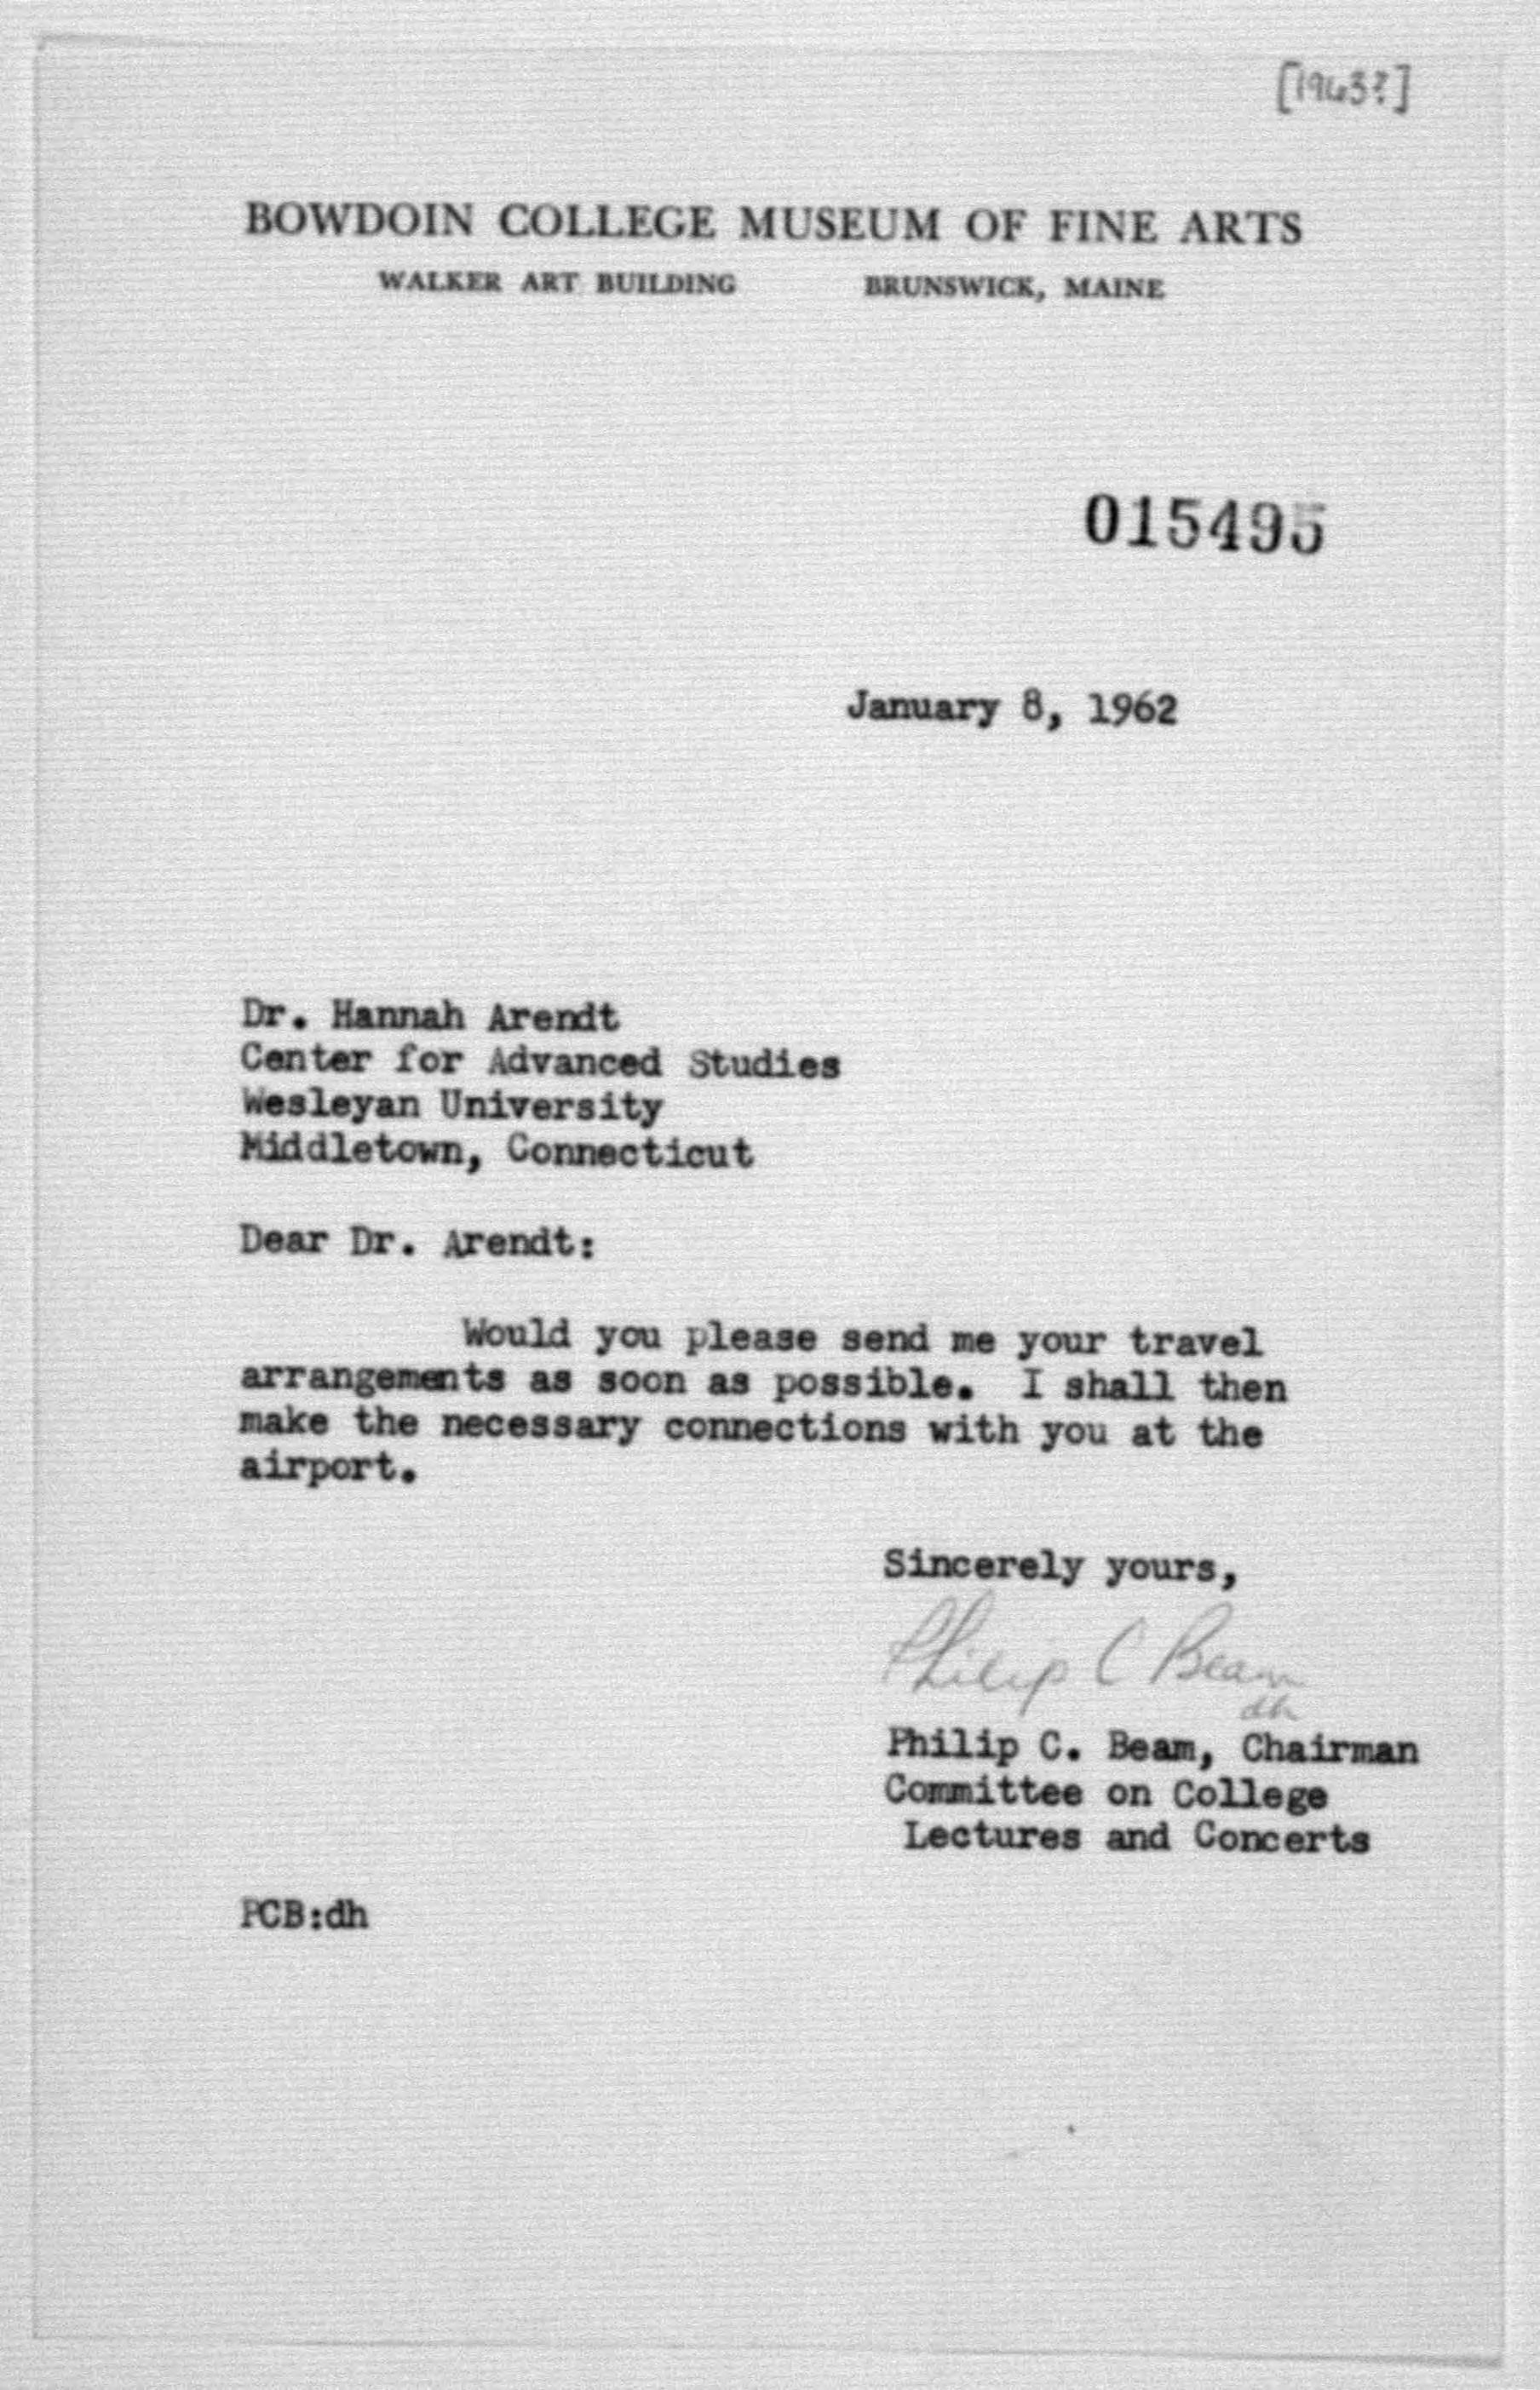 [1963?]
BOWDOIN COLLEGE MUSEUM OF FINE ARTS
WALKER ART BUILDING BRUNSWICK, MAINE
015495
January 8, 1962
Dr. Hannah Arendt
Center for Advanced Studies
Wesleyan University
Middletown, Connecticut
Dear Dr. Arendt:
Would you please send me your travel
arrangements as soon as possible. I shall then
make the necessary connections with you at the
airport.
Sincerely yours,
Philip C Beam
dh
Philip C. Beam, Chairman
Committee on College
Lectures and Concerts
PCB:dh